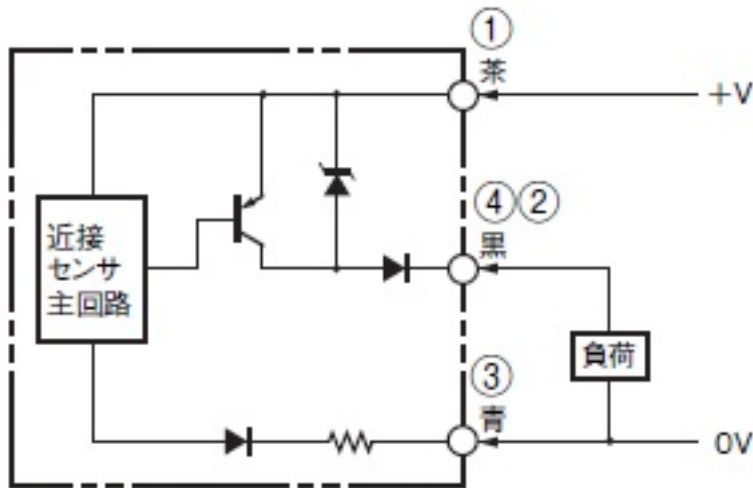 ①
茶
+V
④②
黒
近接
センサ
主回路
負荷
③
青
0V